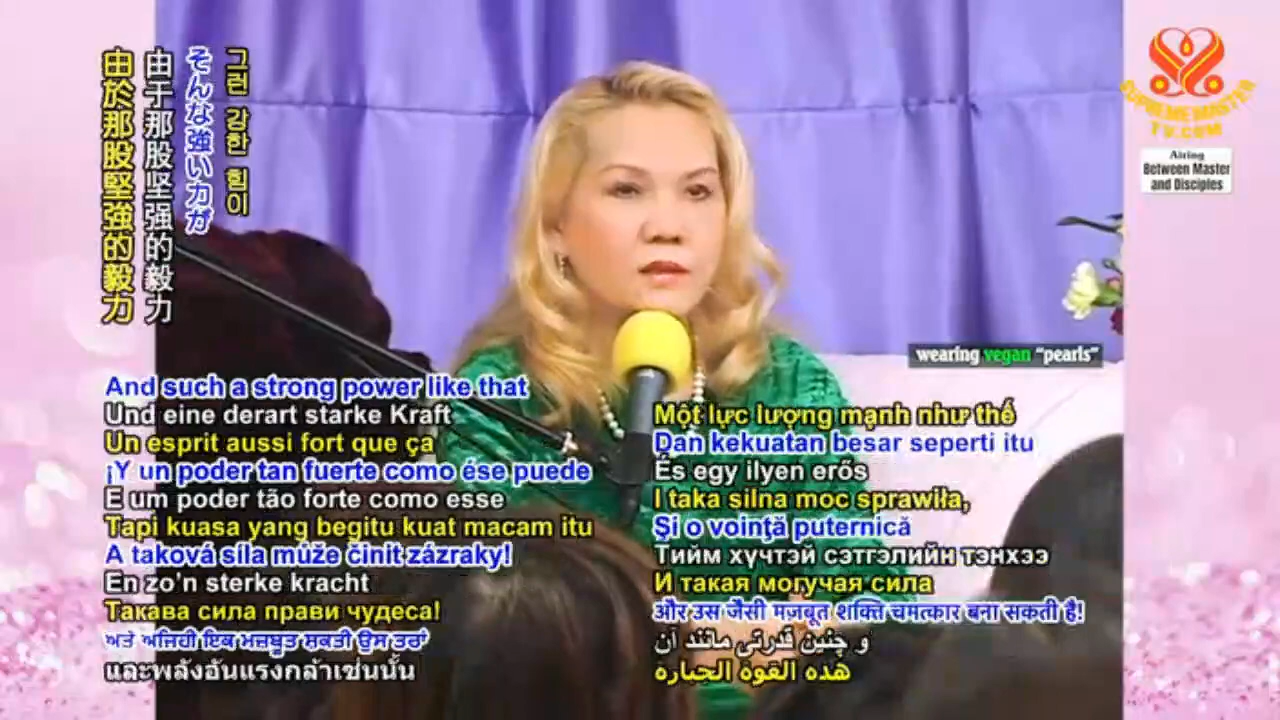 그런 강한 힘이
そんな強い力が
由于那股坚强的毅力
由於那股堅強的毅力
SUPREME MASTER
TV.COM
Airing
Between Master
and Disciples
wearing vegan "pearls"
And such a strong power like that
Und eine derart starke Kraft
Un esprit aussi fort que ça
¡Y un poder tan fuerte como ése puede
E um poder tão forte como esse
Tapi kuasa yang begitu kuat macam itu
A taková síla může činit zázraky!
En zo'n sterke kracht
Такава сила прави чудеса!
ਅਤੇ ਅਜਿਹੀ ਇਕ ਮਜ਼ਬੂਤ ਸ਼ਕਤੀ ਉਸ ਤਰਾਂ
และพลังอันแรงกล้าเช่นนั้น
Một lực lượng mạnh như thế
Dan kekuatan besar seperti itu
És egy ilyen erős
I taka silna moc sprawiła,
Şi o voinţă puternică
Тийм хүчтэй сэтгэлийн тэнхээ
И такая могучая сила
और उस जैसी मज़बूत शक्ति चमत्कार बना सकती है!
و چنین قدرتی مانند آن
هذه القوة الجبارة